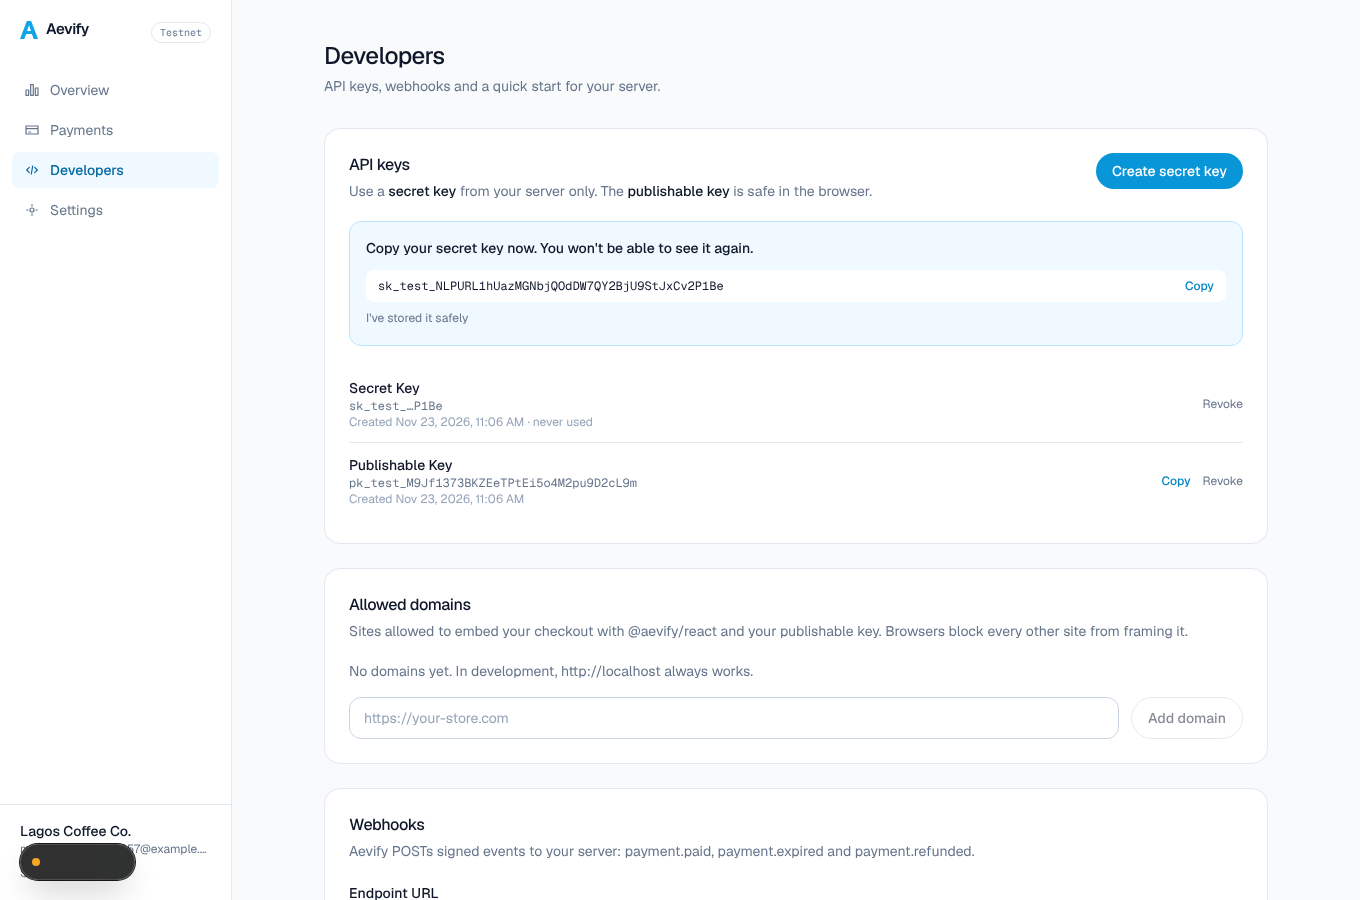 Aevify
Testnet
Overview
Payments
Developers
Settings
Lagos Coffee Co.
57@example.…
Developers
API keys, webhooks and a quick start for your server.
API keys
Use a secret key from your server only. The publishable key is safe in the browser.
Create secret key
Copy your secret key now. You won't be able to see it again.
sk_test_NLPURL1hUazMGNbjQOdDW7QY2BjU9StJxCv2P1Be
Copy
I've stored it safely
Secret Key
sk_test_…P1Be
Created Nov 23, 2026, 11:06 AM · never used
Revoke
Publishable Key
pk_test_M9Jf1373BKZEeTPtEi5o4M2pu9D2cL9m
Created Nov 23, 2026, 11:06 AM
Copy
Revoke
Allowed domains
Sites allowed to embed your checkout with @aevify/react and your publishable key. Browsers block every other site from framing it.
No domains yet. In development, http://localhost always works.
https://your-store.com
Add domain
Webhooks
Aevify POSTs signed events to your server: payment.paid, payment.expired and payment.refunded.
Endpoint URL